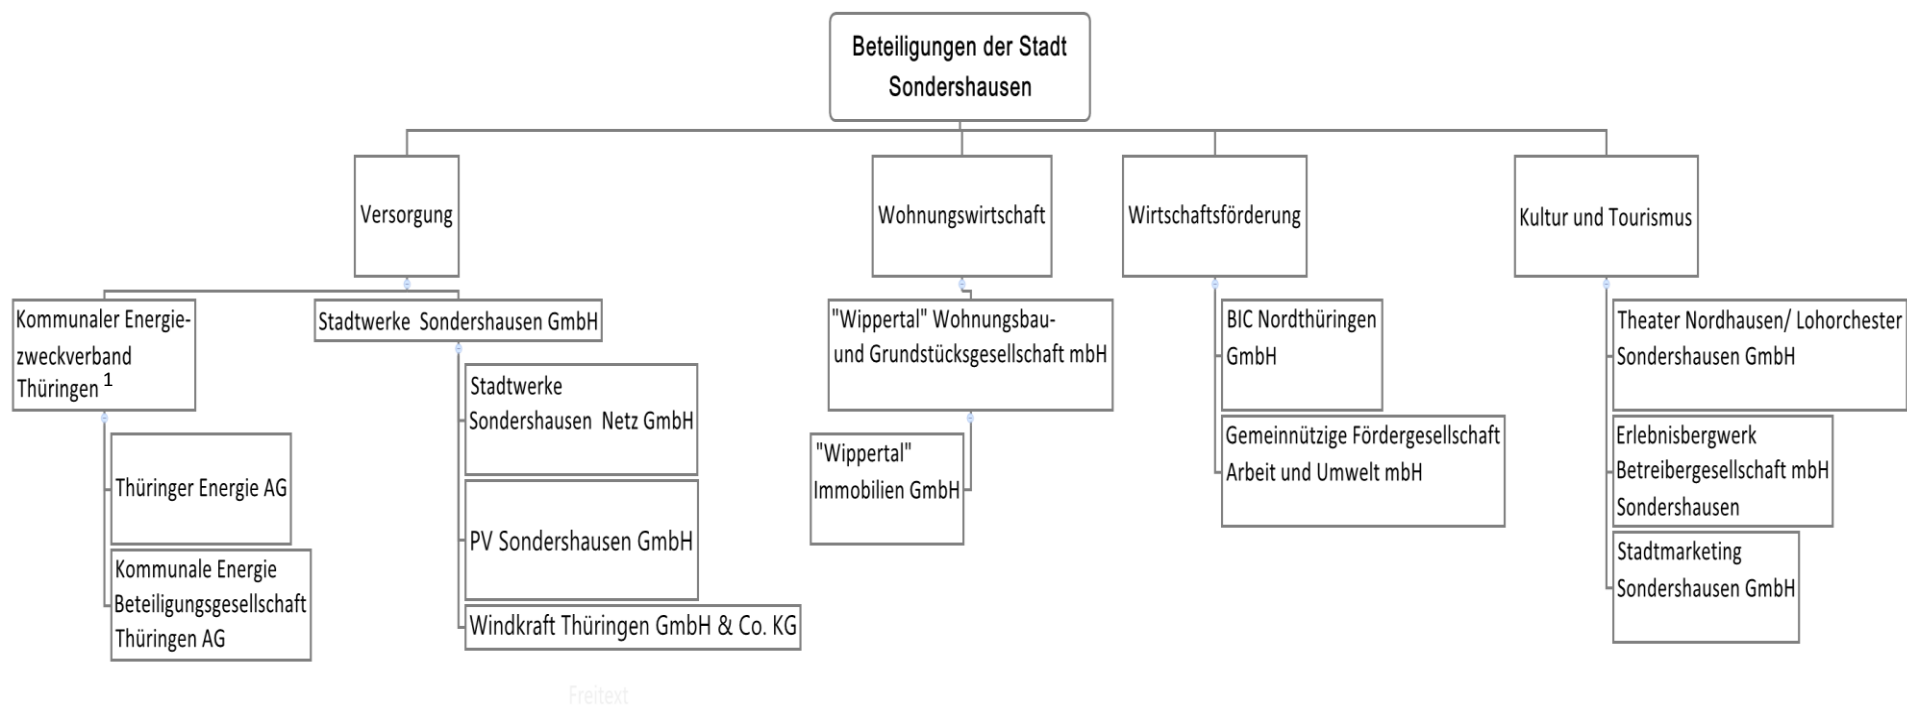 Beteiligungen der Stadt
Sondershausen
Versorgung
Wohnungswirtschaft
Wirtschaftsförderung
Kultur und Tourismus
Kommunaler Energie-
zweckverband
Thüringen 1
Thüringer Energie AG
Kommunale Energie
Beteiligungsgesellschaft
Thüringen AG
Stadtwerke Sondershausen GmbH
Stadtwerke
Sondershausen Netz GmbH
PV Sondershausen GmbH
Windkraft Thüringen GmbH & Co. KG
"Wippertal" Wohnungsbau-
und Grundstücksgesellschaft mbH
"Wippertal"
Immobilien GmbH
BIC Nordthüringen
GmbH
Gemeinnützige Fördergesellschaft
Arbeit und Umwelt mbH
Theater Nordhausen/ Lohorchester
Sondershausen GmbH
Erlebnisbergwerk
Betreibergesellschaft mbH
Sondershausen
Stadtmarketing
Sondershausen GmbH
Freitext